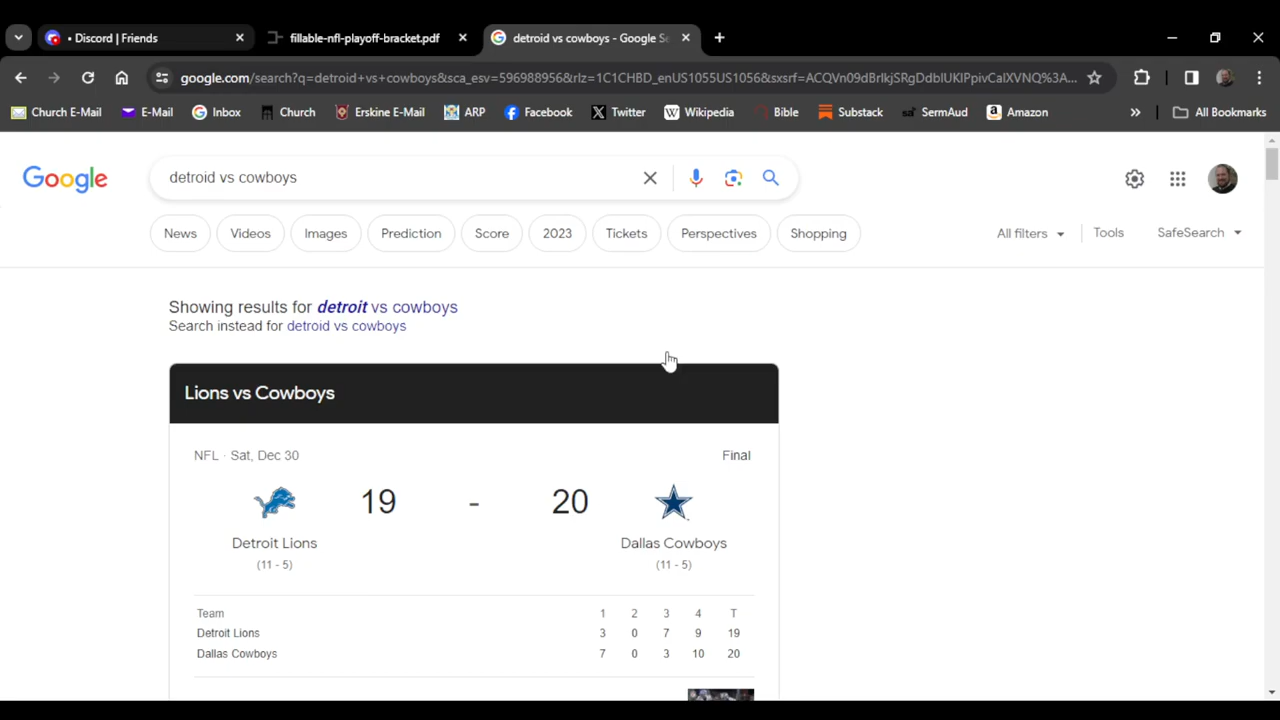 Discord | Friends
fillable-nfl-playoff-bracket.pdf
detroid vs cowboys - Google Se
google.com/search?q=detroid+vs+cowboys&sca_esv=596988956&rlz=1C1CHBD_enUS1055US1056&sxsrf=ACQVn09dBrIkjSRgDdbIUKlPpivCalXVNQ%3A...
Church E-Mail
E-Mail
Inbox
Church
Erskine E-Mail
ARP
Facebook
Twitter
Wikipedia
Bible
Substack
SermAud
Amazon
»
All Bookmarks
Google
detroid vs cowboys
News
Videos
Images
Prediction
Score
2023
Tickets
Perspectives
Shopping
All filters
Tools
SafeSearch
Showing results for detroit vs cowboys
Search instead for detroid vs cowboys
Lions vs Cowboys
NFL · Sat, Dec 30
Final
19 - 20
Detroit Lions
Dallas Cowboys
(11 - 5)
(11 - 5)
Team 1 2 3 4 T
Detroit Lions 3 0 7 9 19
Dallas Cowboys 7 0 3 10 20